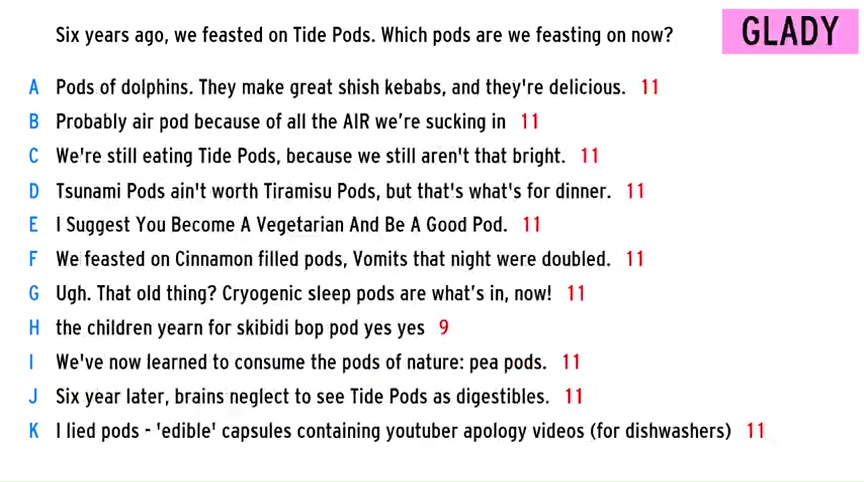 Six years ago, we feasted on Tide Pods. Which pods are we feasting on now?
GLADY
A Pods of dolphins. They make great shish kebabs, and they're delicious. 11
B Probably air pod because of all the AIR we're sucking in 11
C We're still eating Tide Pods, because we still aren't that bright. 11
D Tsunami Pods ain't worth Tiramisu Pods, but that's what's for dinner. 11
E I Suggest You Become A Vegetarian And Be A Good Pod. 11
F We feasted on Cinnamon filled pods, Vomits that night were doubled. 11
G Ugh. That old thing? Cryogenic sleep pods are what's in, now! 11
H the children yearn for skibidi bop pod yes yes 9
I We've now learned to consume the pods of nature: pea pods. 11
J Six year later, brains neglect to see Tide Pods as digestibles. 11
K I lied pods - 'edible' capsules containing youtuber apology videos (for dishwashers) 11